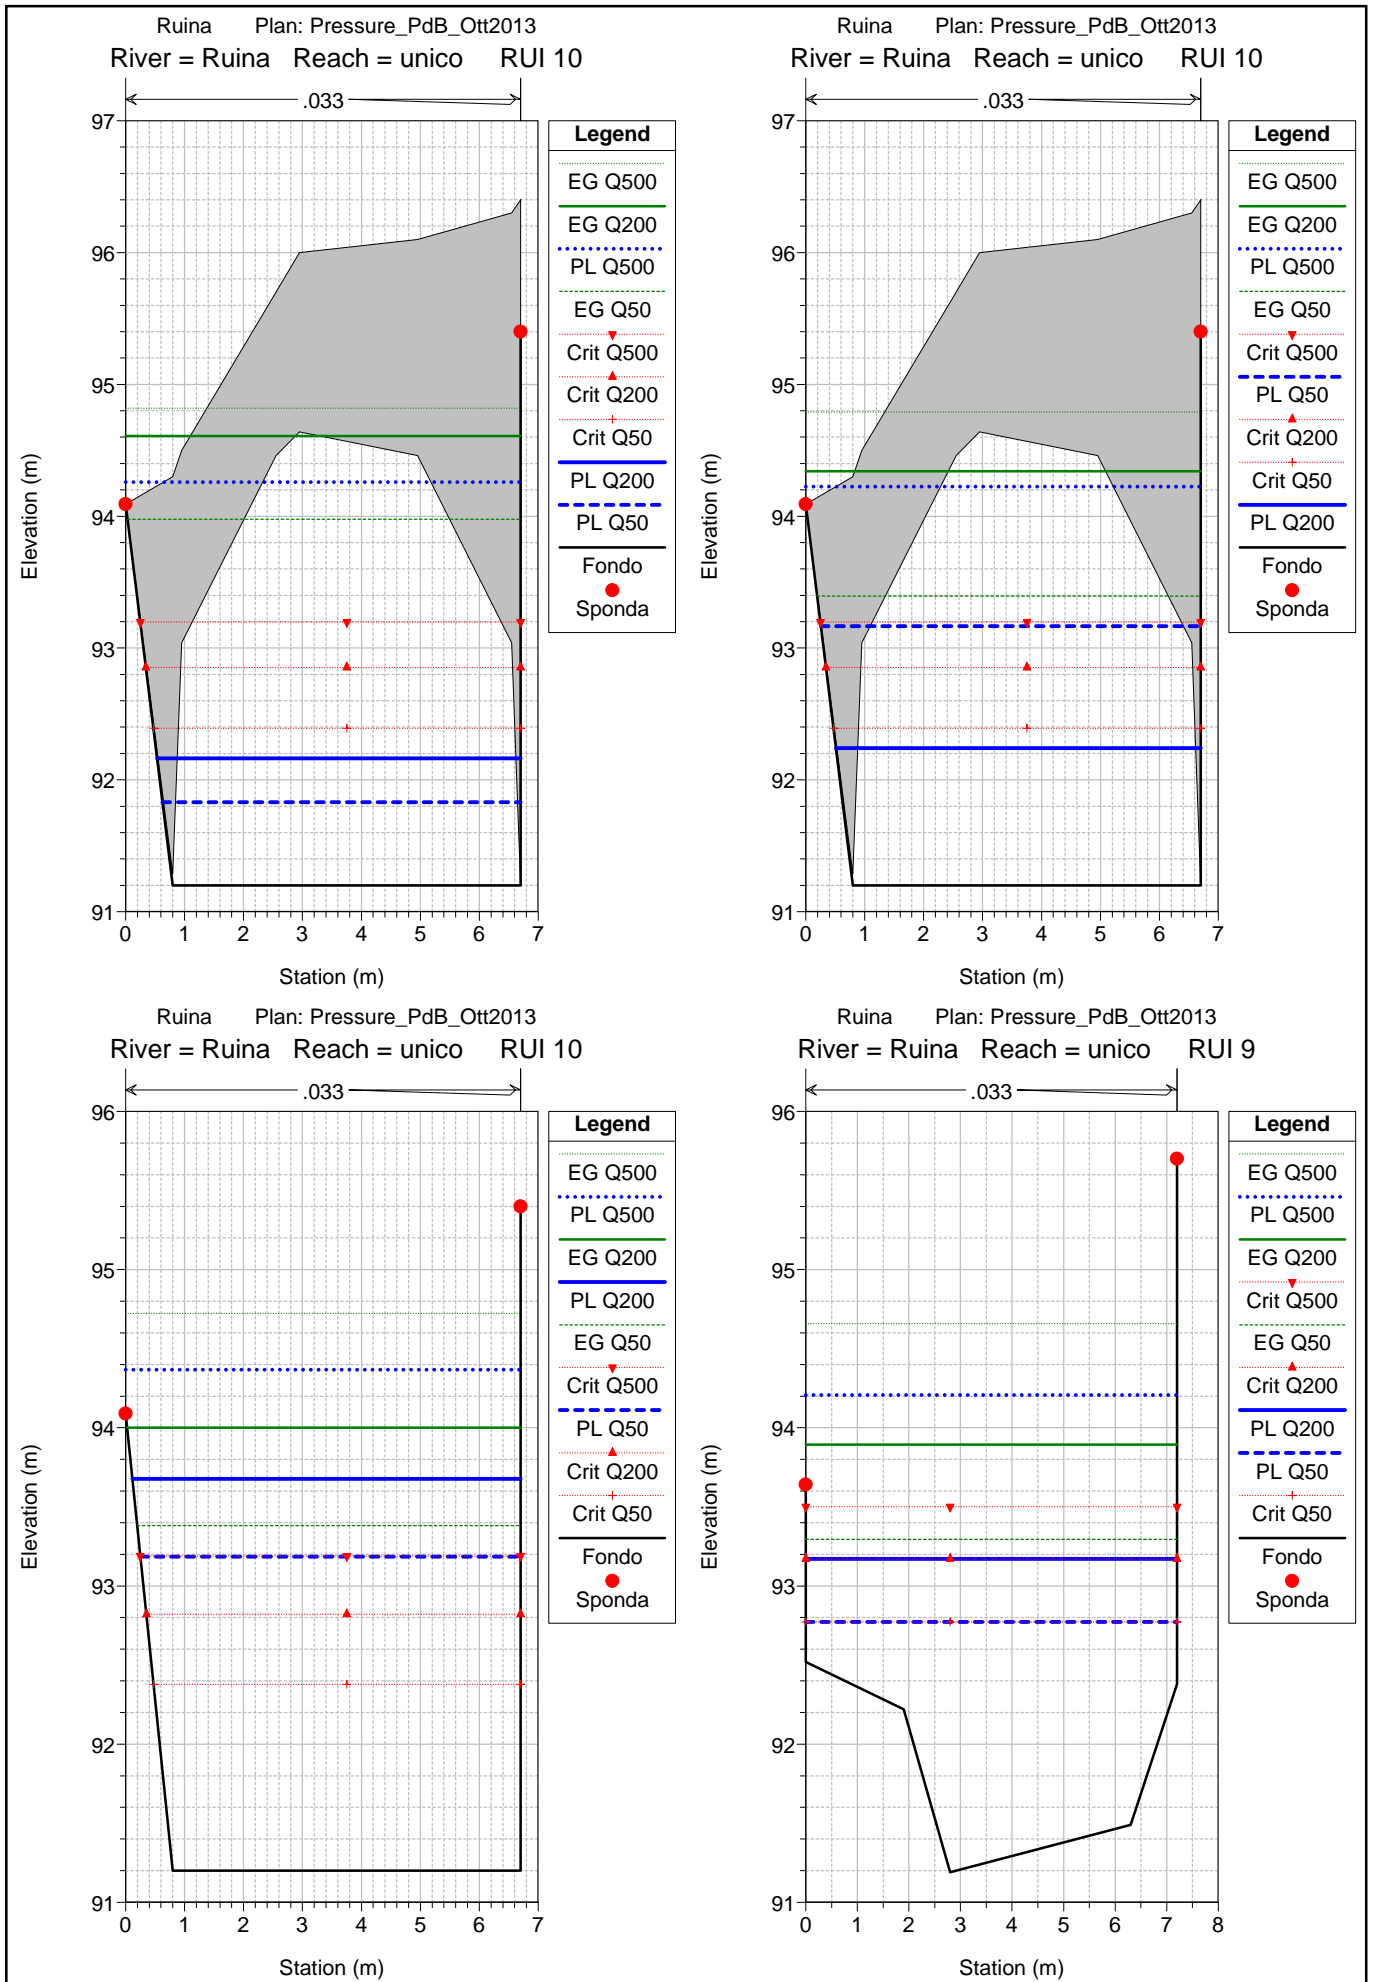 Ruina Plan: Pressure_PdB_Ott2013
River = Ruina Reach = unico RUI 10
.033
Legend
EG Q500
EG Q200
PL Q500
EG Q50
Crit Q500
Crit Q200
Crit Q50
PL Q200
PL Q50
Fondo
Sponda
97
96
95
94
93
92
91
Elevation (m)
0 1 2 3 4 5 6 7
Station (m)
Ruina Plan: Pressure_PdB_Ott2013
River = Ruina Reach = unico RUI 10
.033
Legend
EG Q500
EG Q200
PL Q500
EG Q50
Crit Q500
PL Q50
Crit Q200
Crit Q50
PL Q200
Fondo
Sponda
97
96
95
94
93
92
91
Elevation (m)
0 1 2 3 4 5 6 7
Station (m)
Ruina Plan: Pressure_PdB_Ott2013
River = Ruina Reach = unico RUI 10
.033
Legend
EG Q500
PL Q500
EG Q200
PL Q200
EG Q50
Crit Q500
PL Q50
Crit Q200
Crit Q50
Fondo
Sponda
96
95
94
93
92
91
Elevation (m)
0 1 2 3 4 5 6 7
Station (m)
Ruina Plan: Pressure_PdB_Ott2013
River = Ruina Reach = unico RUI 9
.033
Legend
EG Q500
PL Q500
EG Q200
Crit Q500
EG Q50
Crit Q200
PL Q200
PL Q50
Crit Q50
Fondo
Sponda
96
95
94
93
92
91
Elevation (m)
0 1 2 3 4 5 6 7 8
Station (m)